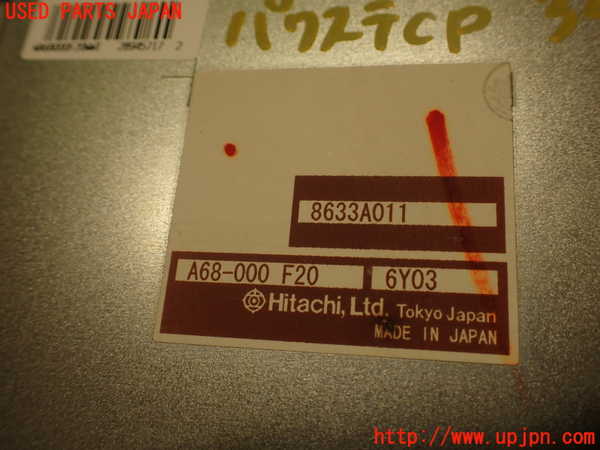 USED PARTS JAPAN
2
パワステCP
8633A011
A68-000 F20
6Y03
Hitachi, Ltd. Tokyo Japan
MADE IN JAPAN
http://www.upjpn.com/